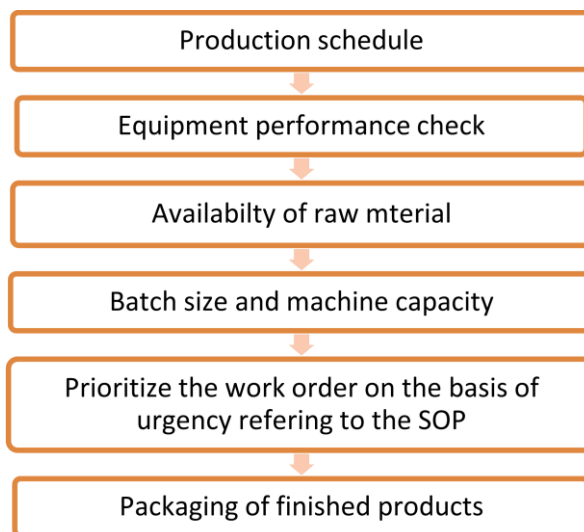 Production schedule
Equipment performance check
Availabilty of raw mterial
Batch size and machine capacity
Prioritize the work order on the basis of
urgency refering to the SOP
Packaging of finished products